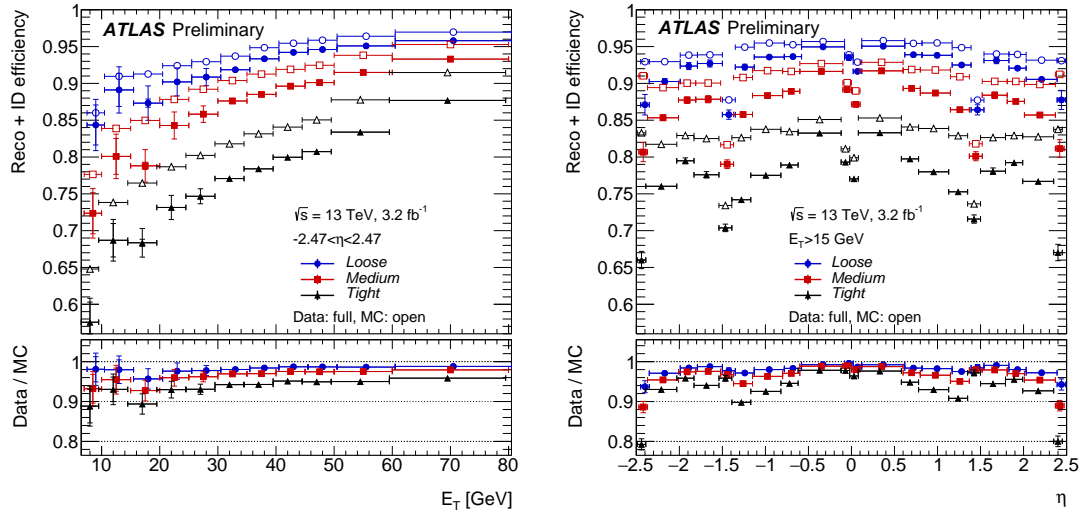 ATLAS Preliminary
Reco + ID efficiency
1
0.95
0.9
0.85
0.8
0.75
0.7
0.65
0.6
√s = 13 TeV, 3.2 fb⁻¹
-2.47<η<2.47
Loose
Medium
Tight
Data: full, MC: open
Data / MC
1
0.9
0.8
10 20 30 40 50 60 70 80
E_T [GeV]
ATLAS Preliminary
Reco + ID efficiency
1
0.95
0.9
0.85
0.8
0.75
0.7
0.65
0.6
√s = 13 TeV, 3.2 fb⁻¹
E_T>15 GeV
Loose
Medium
Tight
Data: full, MC: open
Data / MC
1
0.9
0.8
−2.5 −2 −1.5 −1 −0.5 0 0.5 1 1.5 2 2.5
η